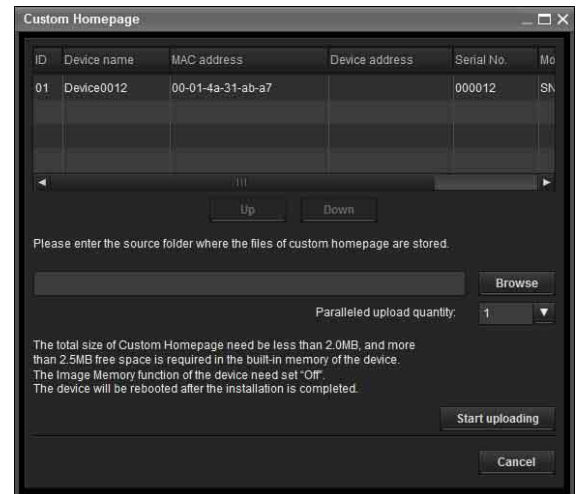 Custom Homepage
ID Device name MAC address Device address Serial No. Mo
01 Device0012 00-01-4a-31-ab-a7 000012 SN
Up Down
Please enter the source folder where the files of custom homepage are stored.
Browse
Paralleled upload quantity: 1
The total size of Custom Homepage need be less than 2.0MB, and more
than 2.5MB free space is required in the built-in memory of the device.
The Image Memory function of the device need set "Off".
The device will be rebooted after the installation is completed.
Start uploading
Cancel